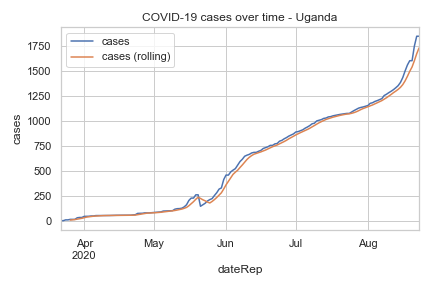 COVID-19 cases over time - Uganda
cases
cases (rolling)
1750
1500
1250
1000
750
500
250
0
cases
Apr
2020
May
Jun
Jul
Aug
dateRep